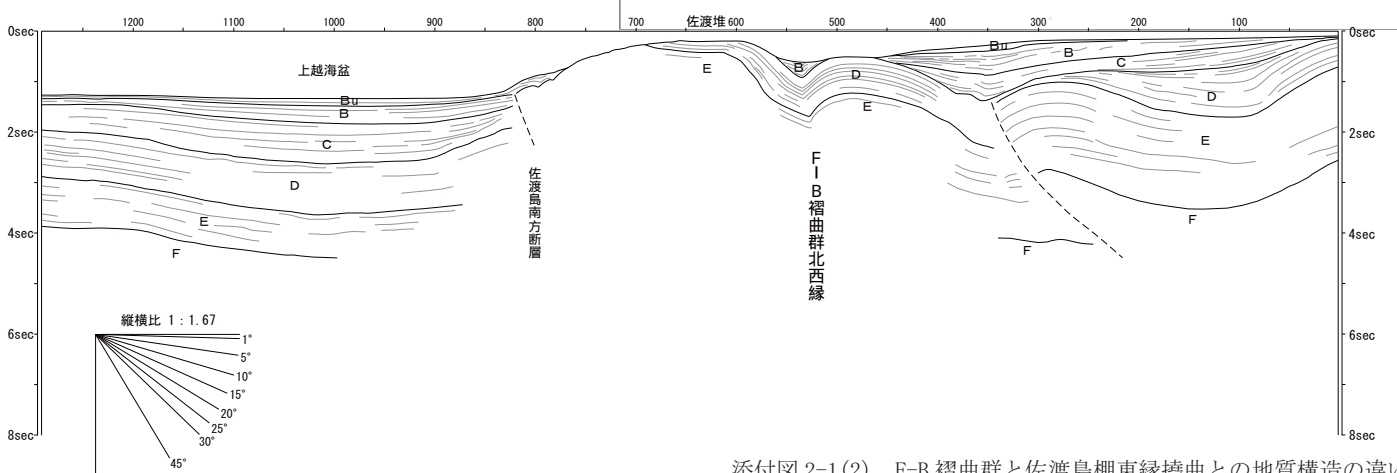 1200 1100 1000 900 800 700 佐渡堆 600 500 400 300 200 100
0sec 0sec
上越海盆
Bu
B
C
D
E
F
佐渡島南方断層
E
B
D
E
F-B褶曲群北西縁
Bu
B
C
D
E
F
F
2sec 2sec
4sec 4sec
6sec 6sec
8sec 8sec
縦横比 1:1.67
1°
5°
10°
15°
20°
25°
30°
45°
添付図 2-1(2) F-B 褶曲群と佐渡島棚東縁撓曲との地質構造の違い